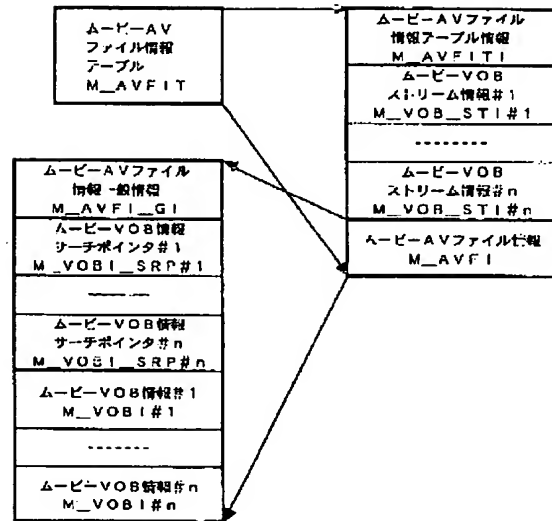 ムービーAV
ファイル情報
テーブル
M_AVFIT
ムービーAVファイル
情報テーブル情報
M_AVFITI
ムービーVOB
ストリーム情報#1
M_VOB_STI#1
--------
ムービーVOB
ストリーム情報#n
M_VOB_STI#n
ムービーAVファイル情報
M_AVFI
ムービーAVファイル
情報一般情報
M_AVFI_GI
ムービーVOB情報
サーチポインタ#1
M_VOBI_SRP#1
--------
ムービーVOB情報
サーチポインタ#n
M_VOBI_SRP#n
ムービーVOB情報#1
M_VOBI#1
-------
ムービーVOB情報#n
M_VOBI#n